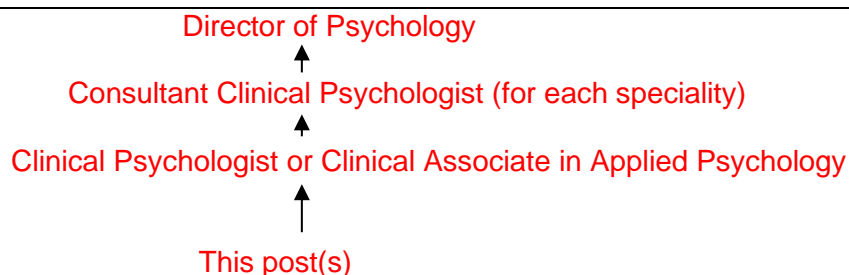 Director of Psychology
Consultant Clinical Psychologist (for each speciality)
Clinical Psychologist or Clinical Associate in Applied Psychology
This post(s)